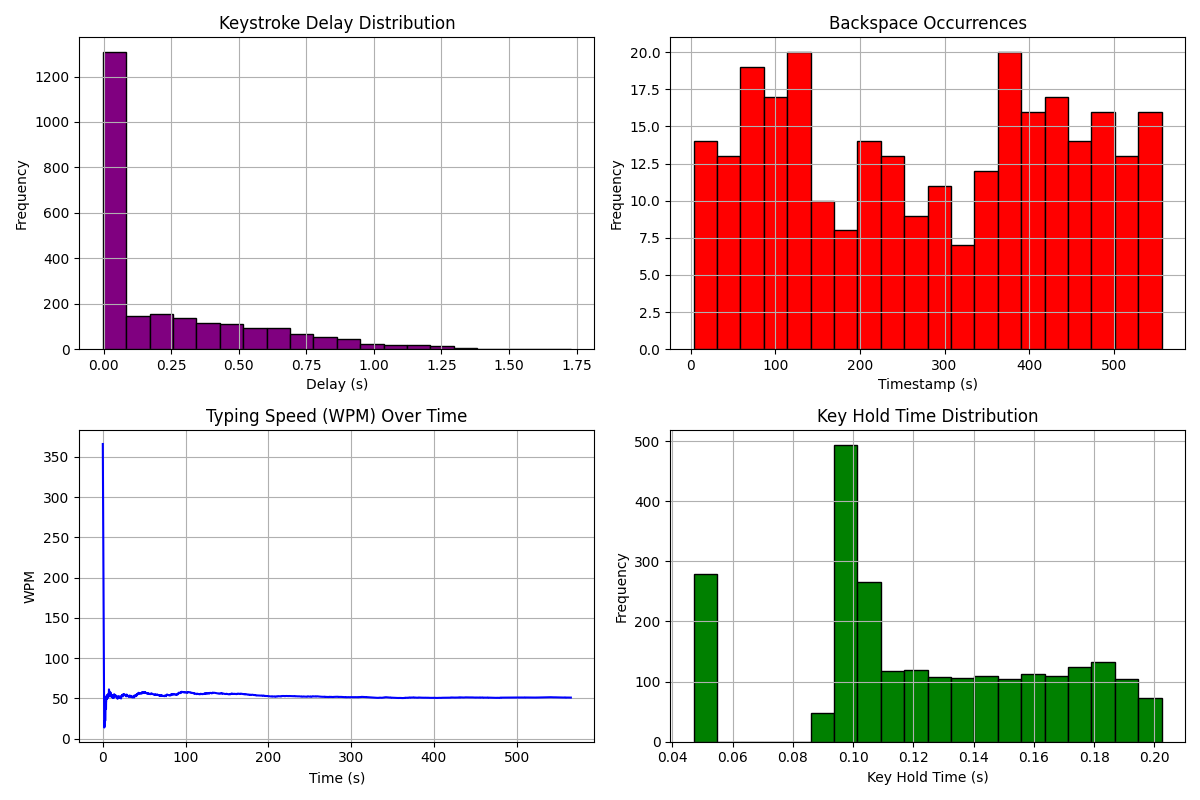 Keystroke Delay Distribution
1200
1000
800
600
400
200
0
Frequency
0.00 0.25 0.50 0.75 1.00 1.25 1.50 1.75
Delay (s)
Backspace Occurrences
20.0
17.5
15.0
12.5
10.0
7.5
5.0
2.5
0.0
Frequency
0 100 200 300 400 500
Timestamp (s)
Typing Speed (WPM) Over Time
350
300
250
200
150
100
50
0
WPM
0 100 200 300 400 500
Time (s)
Key Hold Time Distribution
500
400
300
200
100
0
Frequency
0.04 0.06 0.08 0.10 0.12 0.14 0.16 0.18 0.20
Key Hold Time (s)